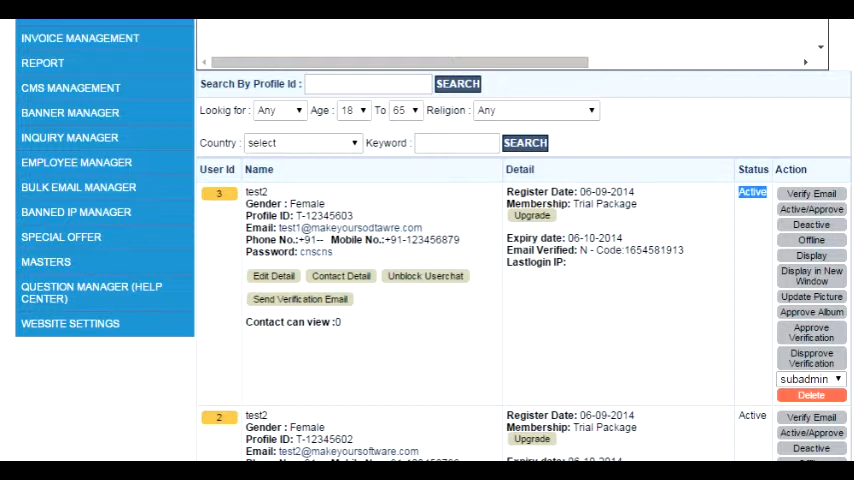 INVOICE MANAGEMENT
REPORT
CMS MANAGEMENT
BANNER MANAGER
INQUIRY MANAGER
EMPLOYEE MANAGER
BULK EMAIL MANAGER
BANNED IP MANAGER
SPECIAL OFFER
MASTERS
QUESTION MANAGER (HELP
CENTER)
WEBSITE SETTINGS
Search By Profile Id : SEARCH
Lookig for : Any Age : 18 To 65 Religion : Any
Country : select Keyword : SEARCH
User Id Name Detail Status Action
3
test2
Gender : Female
Profile ID: T-12345603
Email: test1@makeyoursodtawre.com
Phone No.:+91-- Mobile No.:+91-123456879
Password: cnscns
Edit Detail Contact Detail Unblock Userchat
Send Verification Email
Contact can view :0
Register Date: 06-09-2014
Membership: Trial Package
Upgrade
Expiry date: 06-10-2014
Email Verified: N - Code:1654581913
Lastlogin IP:
Active
Verify Email
Active/Approve
Deactive
Offline
Display
Display in New
Window
Update Picture
Approve Album
Approve
Verification
Dispprove
Verification
subadmin
Delete
2
test2
Gender : Female
Profile ID: T-12345602
Email: test2@makeyoursoftware.com
Register Date: 06-09-2014
Membership: Trial Package
Upgrade
Expiry date: 06-10-2014
Active
Verify Email
Active/Approve
Deactive